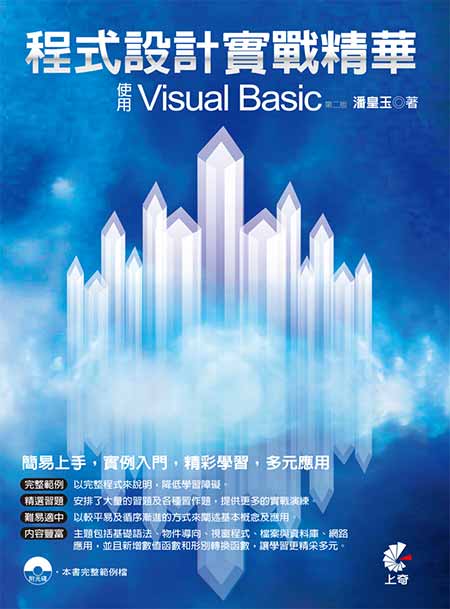 程式設計實戰精華
使用 Visual Basic 第二版 潘皇玉◎著
簡易上手，實例入門，精彩學習，多元應用
完整範例 以完整程式來說明，降低學習障礙。
精選習題 安排了大量的習題及各種習作題，提供更多的實戰演練。
難易適中 以較平易及循序漸進的方式來闡述基本概念及應用。
內容豐富 主題包括基礎語法、物件導向、視窗程式、檔案與資料庫、網路
應用，並且新增數值函數和形別轉換函數，讓學習更精采多元。
附光碟 ・本書完整範例檔
上奇